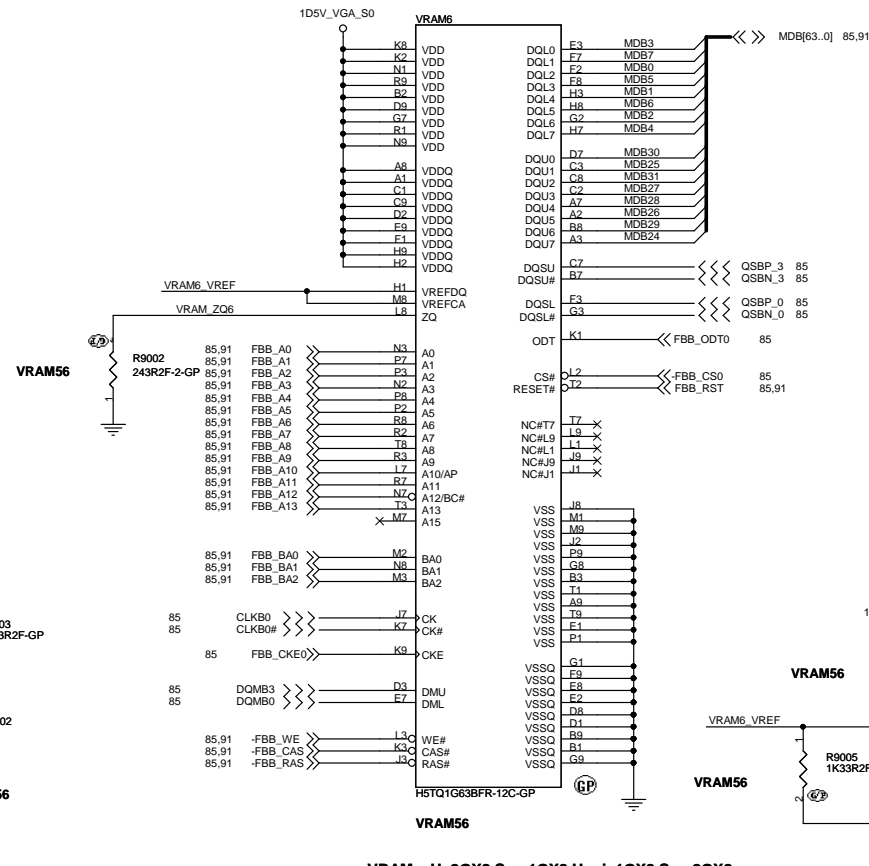 1D5V_VGA_S0
VRAM6
MDB[63..0] 85,91
K8 VDD
K2 VDD
N1 VDD
R9 VDD
B2 VDD
D9 VDD
G7 VDD
R1 VDD
N9 VDD
A8 VDDQ
A1 VDDQ
C1 VDDQ
C9 VDDQ
D2 VDDQ
E9 VDDQ
F1 VDDQ
H9 VDDQ
H2 VDDQ
VRAM6_VREF H1 VREFDQ
M8 VREFCA
VRAM_ZQ6 L8 ZQ
R9002
243R2F-2-GP
1
VRAM56
85,91 FBB_A0 N3 A0
85,91 FBB_A1 P7 A1
85,91 FBB_A2 P3 A2
85,91 FBB_A3 N2 A3
85,91 FBB_A4 P8 A4
85,91 FBB_A5 P2 A5
85,91 FBB_A6 R8 A6
85,91 FBB_A7 R2 A7
85,91 FBB_A8 T8 A8
85,91 FBB_A9 R3 A9
85,91 FBB_A10 L7 A10/AP
85,91 FBB_A11 R7 A11
85,91 FBB_A12 N7 A12/BC#
85,91 FBB_A13 T3 A13
M7 A15
85,91 FBB_BA0 M2 BA0
85,91 FBB_BA1 N8 BA1
85,91 FBB_BA2 M3 BA2
85 CLKB0 J7 CK
85 CLKB0# K7 CK#
85 FBB_CKE0 K9 CKE
85 DQMB3 D3 DMU
85 DQMB0 E7 DML
85,91 -FBB_WE L3 WE#
85,91 -FBB_CAS K3 CAS#
85,91 -FBB_RAS J3 RAS#
DQL0 E3 MDB3
DQL1 F7 MDB7
DQL2 F2 MDB0
DQL3 F8 MDB5
DQL4 H3 MDB1
DQL5 H8 MDB6
DQL6 G2 MDB2
DQL7 H7 MDB4
DQU0 D7 MDB30
DQU1 C3 MDB25
DQU2 C8 MDB31
DQU3 C2 MDB27
DQU4 A7 MDB28
DQU5 A2 MDB26
DQU6 B8 MDB29
DQU7 A3 MDB24
DQSU C7 QSBP_3 85
DQSU# B7 QSBN_3 85
DQSL F3 QSBP_0 85
DQSL# G3 QSBN_0 85
ODT K1 FBB_ODT0 85
CS# L2 -FBB_CS0 85
RESET# T2 FBB_RST 85,91
NC#T7 T7
NC#L9 L9
NC#L1 L1
NC#J9 J9
NC#J1 J1
VSS J8
VSS M1
VSS M9
VSS J2
VSS P9
VSS G8
VSS B3
VSS T1
VSS A9
VSS T9
VSS E1
VSS P1
VSSQ G1
VSSQ F9
VSSQ E8
VSSQ E2
VSSQ D8
VSSQ D1
VSSQ B9
VSSQ B1
VSSQ G9
H5TQ1G63BFR-12C-GP
GP
VRAM56
03
3R2F-GP
02
56
1
VRAM56
VRAM6_VREF
1
R9005
1K33R2F
2
VRAM56